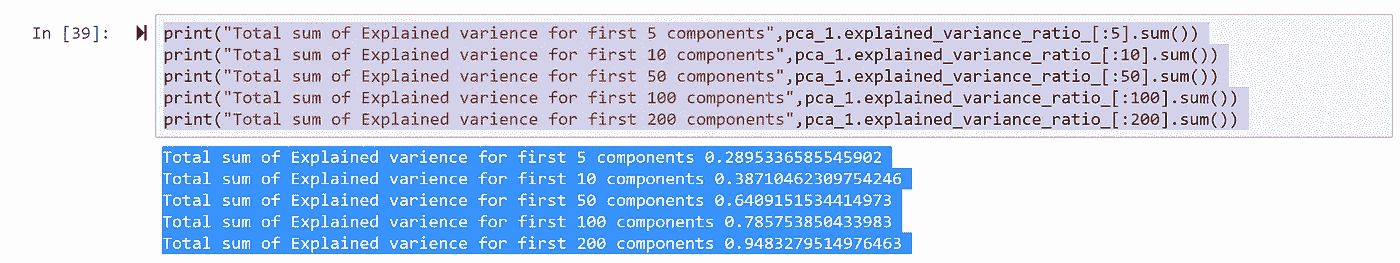 In [39]:
print("Total sum of Explained varience for first 5 components",pca_1.explained_variance_ratio_[:5].sum())
print("Total sum of Explained varience for first 10 components",pca_1.explained_variance_ratio_[:10].sum())
print("Total sum of Explained varience for first 50 components",pca_1.explained_variance_ratio_[:50].sum())
print("Total sum of Explained varience for first 100 components",pca_1.explained_variance_ratio_[:100].sum())
print("Total sum of Explained varience for first 200 components",pca_1.explained_variance_ratio_[:200].sum())
Total sum of Explained varience for first 5 components 0.2895336585545902
Total sum of Explained varience for first 10 components 0.38710462309754246
Total sum of Explained varience for first 50 components 0.6409151534414973
Total sum of Explained varience for first 100 components 0.785753850433983
Total sum of Explained varience for first 200 components 0.9483279514976463